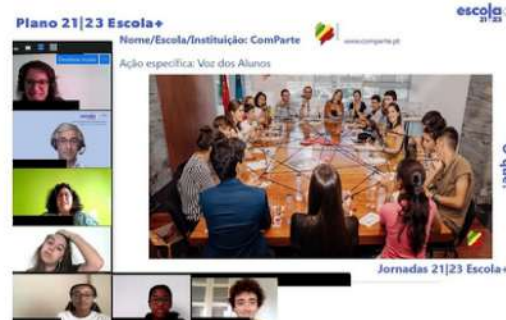 Plano 21|23 Escola+
escola
21|23
Nome/Escola/Instituição: ComParte
www.comparte.pt
Ação específica: Voz dos Alunos
Jornadas 21|23 Escola+